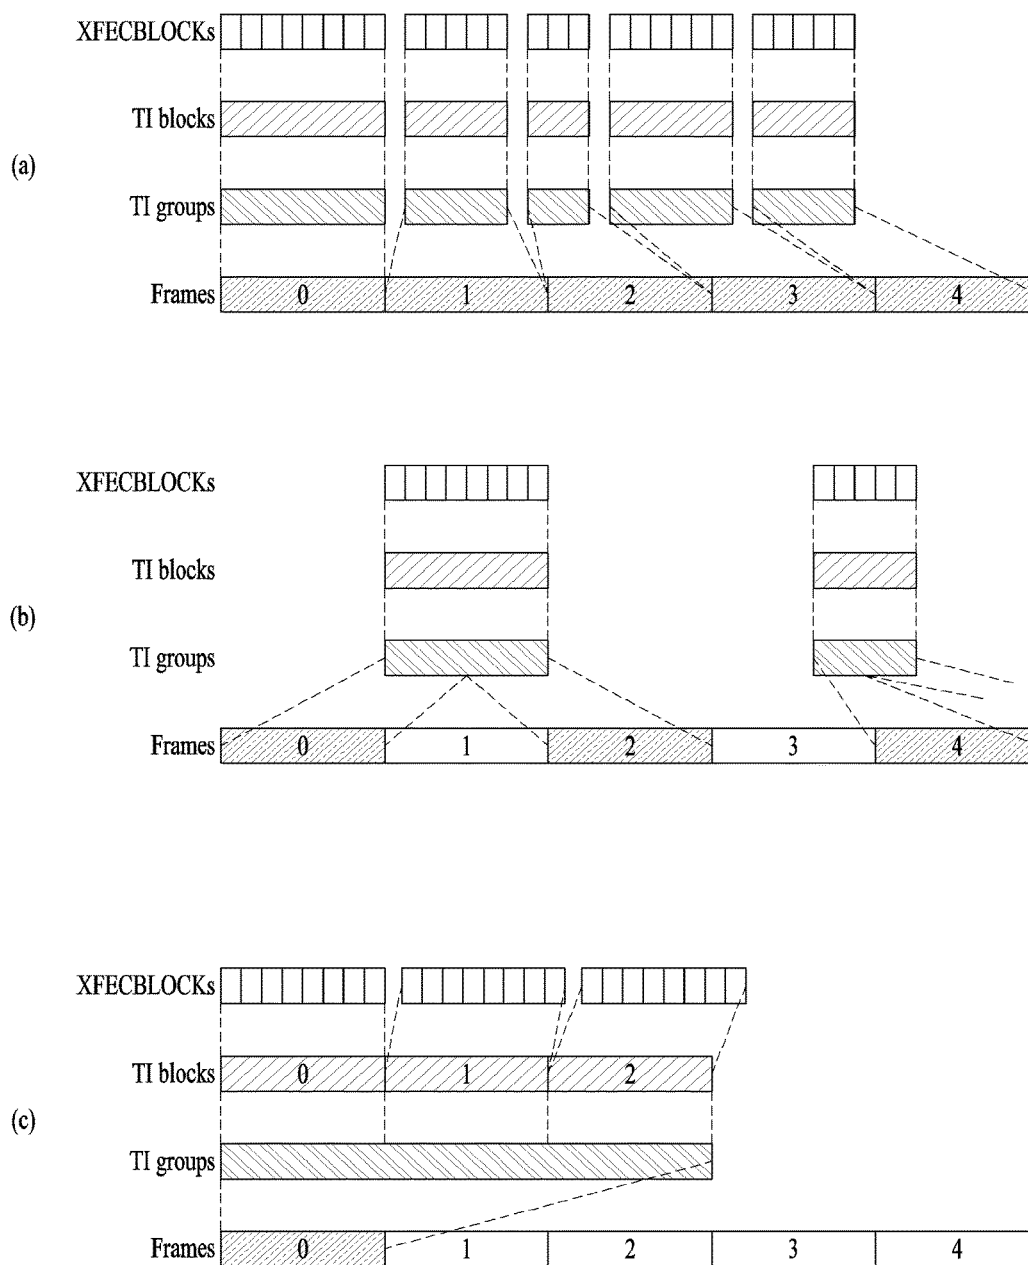 XFECBLOCKs
TI blocks
(a)
TI groups
Frames 0 1 2 3 4
XFECBLOCKs
TI blocks
(b)
TI groups
Frames 0 1 2 3 4
XFECBLOCKs
TI blocks 0 1 2
(c)
TI groups
Frames 0 1 2 3 4